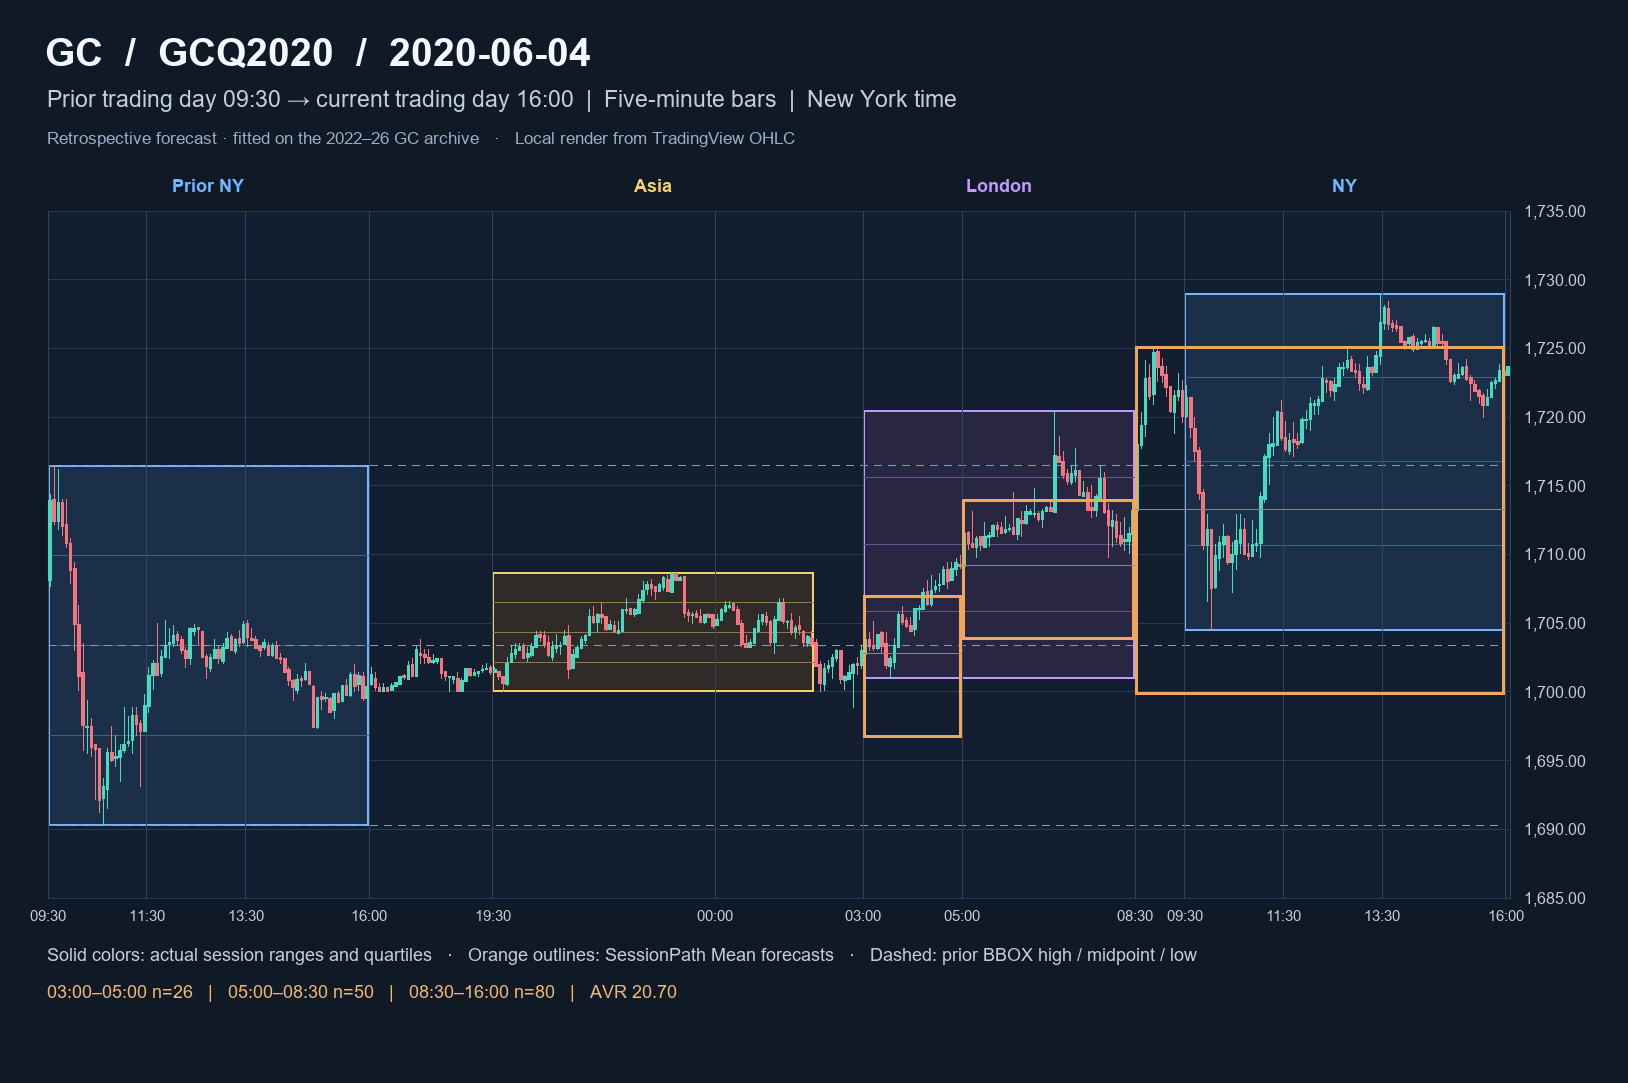 GC / GCQ2020 / 2020-06-04
Prior trading day 09:30 → current trading day 16:00 | Five-minute bars | New York time
Retrospective forecast · fitted on the 2022–26 GC archive · Local render from TradingView OHLC
Prior NY Asia London NY
1,735.00
1,730.00
1,725.00
1,720.00
1,715.00
1,710.00
1,705.00
1,700.00
1,695.00
1,690.00
1,685.00
09:30 11:30 13:30 16:00 19:30 00:00 03:00 05:00 08:30 09:30 11:30 13:30 16:00
Solid colors: actual session ranges and quartiles · Orange outlines: SessionPath Mean forecasts · Dashed: prior BBOX high / midpoint / low
03:00–05:00 n=26 | 05:00–08:30 n=50 | 08:30–16:00 n=80 | AVR 20.70